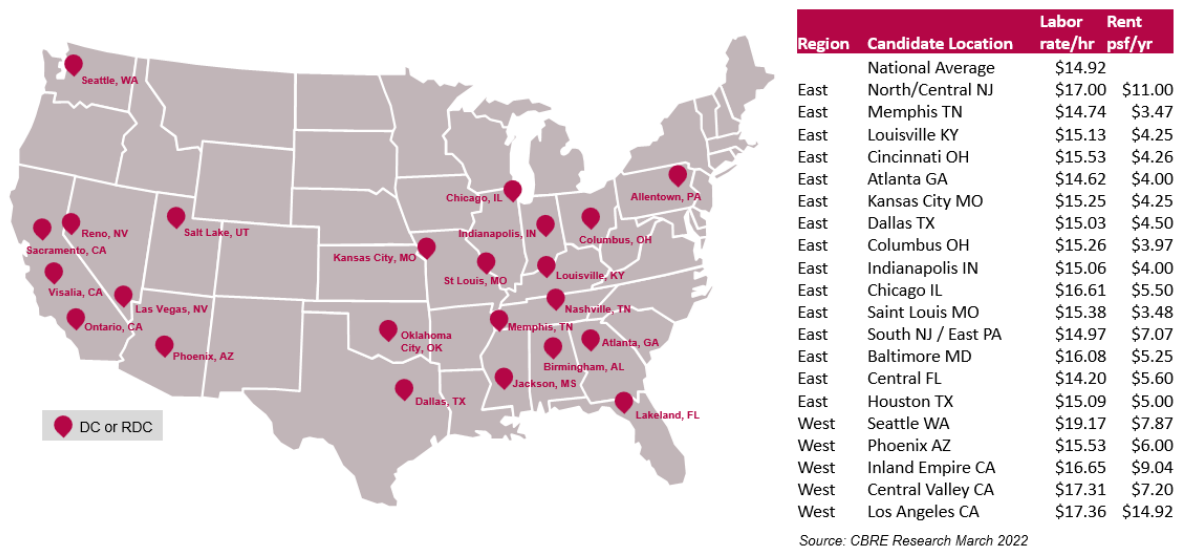 Seattle, WA
Chicago, IL
Allentown, PA
Reno, NV
Salt Lake, UT
Indianapolis, IN
Columbus, OH
Sacramento, CA
Kansas City, MO
St Louis, MO
Louisville, KY
Visalia, CA
Las Vegas, NV
Nashville, TN
Ontario, CA
Memphis, TN
Oklahoma
City, OK
Atlanta, GA
Phoenix, AZ
Birmingham, AL
Jackson, MS
Dallas, TX
Lakeland, FL
DC or RDC
Labor Rent
Region Candidate Location rate/hr psf/yr
National Average $14.92
East North/Central NJ $17.00 $11.00
East Memphis TN $14.74 $3.47
East Louisville KY $15.13 $4.25
East Cincinnati OH $15.53 $4.26
East Atlanta GA $14.62 $4.00
East Kansas City MO $15.25 $4.25
East Dallas TX $15.03 $4.50
East Columbus OH $15.26 $3.97
East Indianapolis IN $15.06 $4.00
East Chicago IL $16.61 $5.50
East Saint Louis MO $15.38 $3.48
East South NJ / East PA $14.97 $7.07
East Baltimore MD $16.08 $5.25
East Central FL $14.20 $5.60
East Houston TX $15.09 $5.00
West Seattle WA $19.17 $7.87
West Phoenix AZ $15.53 $6.00
West Inland Empire CA $16.65 $9.04
West Central Valley CA $17.31 $7.20
West Los Angeles CA $17.36 $14.92
Source: CBRE Research March 2022